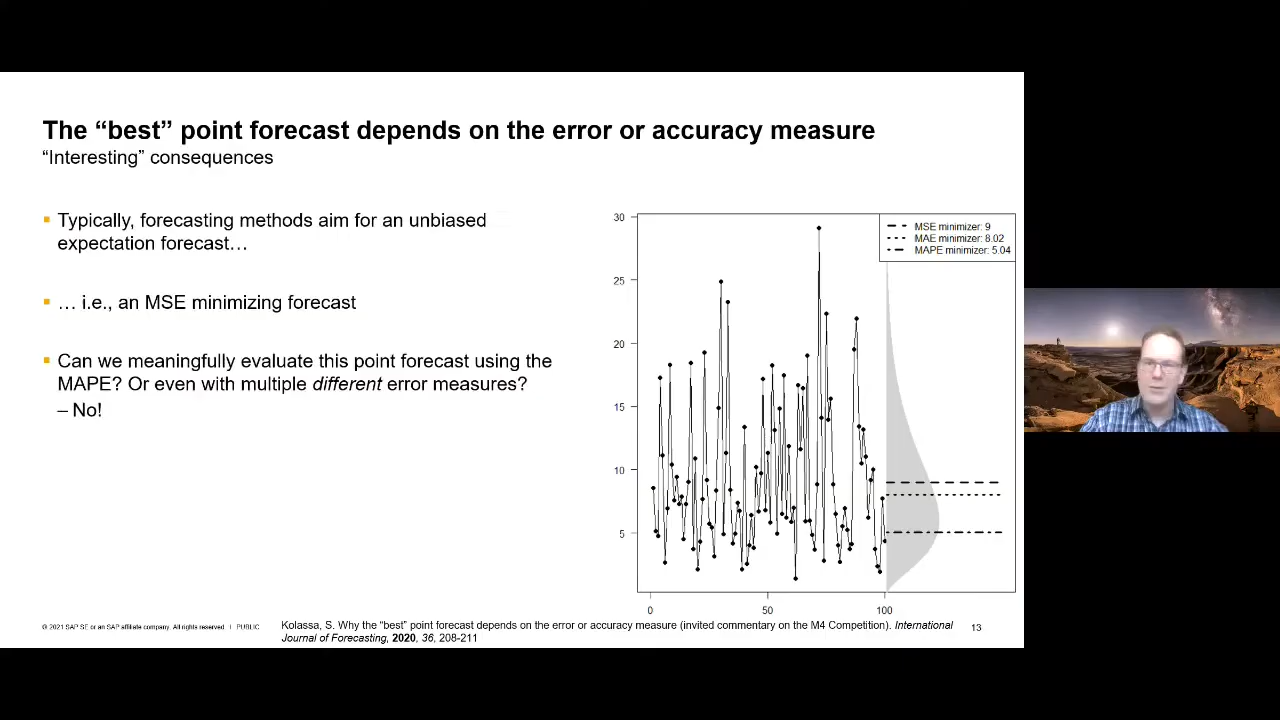 The “best” point forecast depends on the error or accuracy measure
“Interesting” consequences
▪ Typically, forecasting methods aim for an unbiased
expectation forecast…
▪ … i.e., an MSE minimizing forecast
▪ Can we meaningfully evaluate this point forecast using the
MAPE? Or even with multiple different error measures?
– No!
MSE minimizer: 9
MAE minimizer: 8.02
MAPE minimizer: 5.04
30
25
20
15
10
5
0 50 100
© 2021 SAP SE or an SAP affiliate company. All rights reserved. I PUBLIC
Kolassa, S. Why the “best” point forecast depends on the error or accuracy measure (invited commentary on the M4 Competition). International
Journal of Forecasting, 2020, 36, 208-211
13